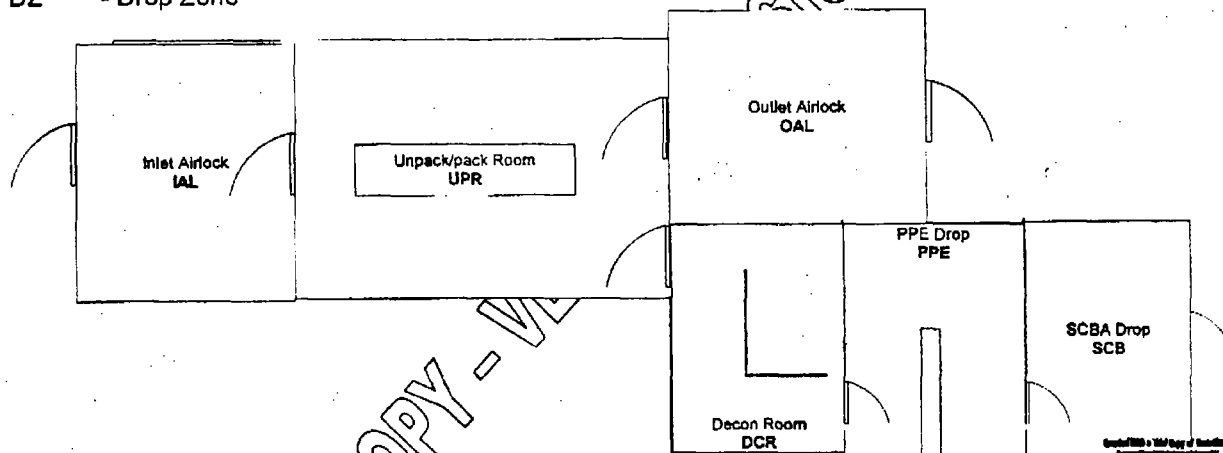 DZ - Drop Zone
Outlet Airlock
OAL
Inlet Airlock
IAL
Unpack/pack Room
UPR
PPE Drop
PPE
SCBA Drop
SCB
Decon Room
DCR
OPY -